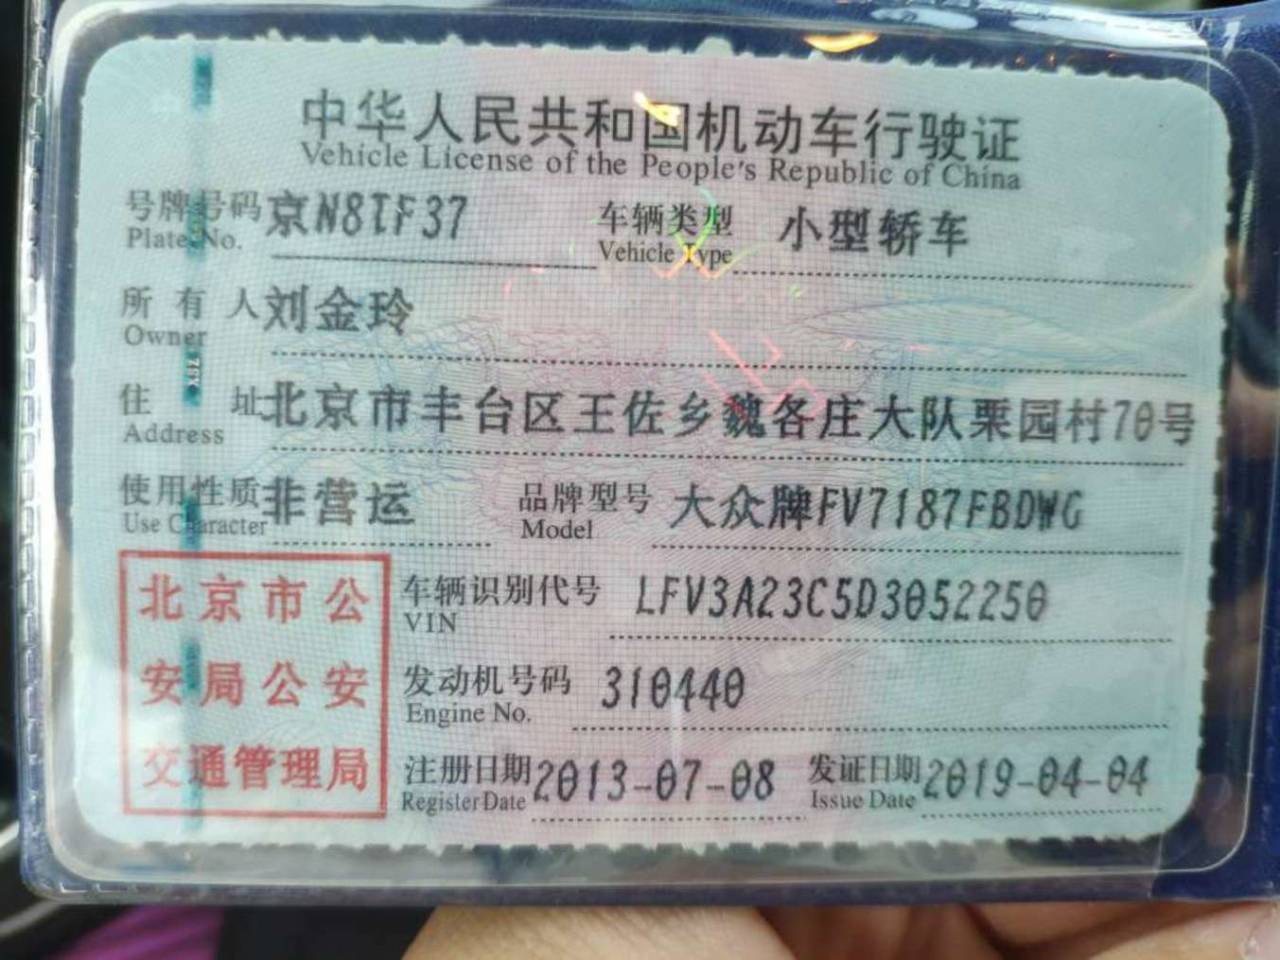 中华人民共和国机动车行驶证
Vehicle License of the People's Republic of China
号牌号码 京N8TF37 车辆类型 小型轿车
Plate No. Vehicle Type
所有人 刘金玲
Owner
住址 北京市丰台区王佐乡魏各庄大队栗园村70号
Address
使用性质 非营运 品牌型号 大众牌FV7187FBDWG
Use Character Model
北京市公
安局公安
交通管理局
车辆识别代号 LFV3A23C5D3052250
VIN
发动机号码 310440
Engine No.
注册日期 2013-07-08 发证日期 2019-04-04
Register Date Issue Date